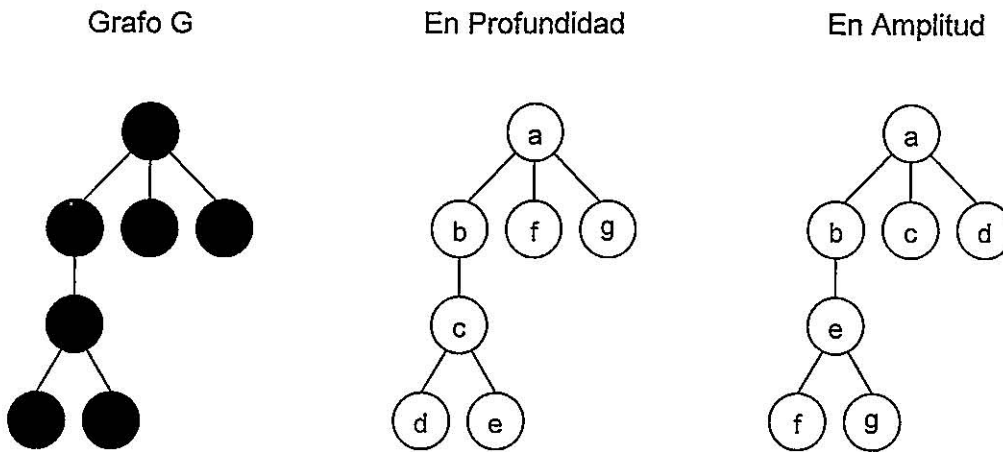 Grafo G
En Profundidad
En Amplitud
a
b f g
c
d e
a
b c d
e
f g